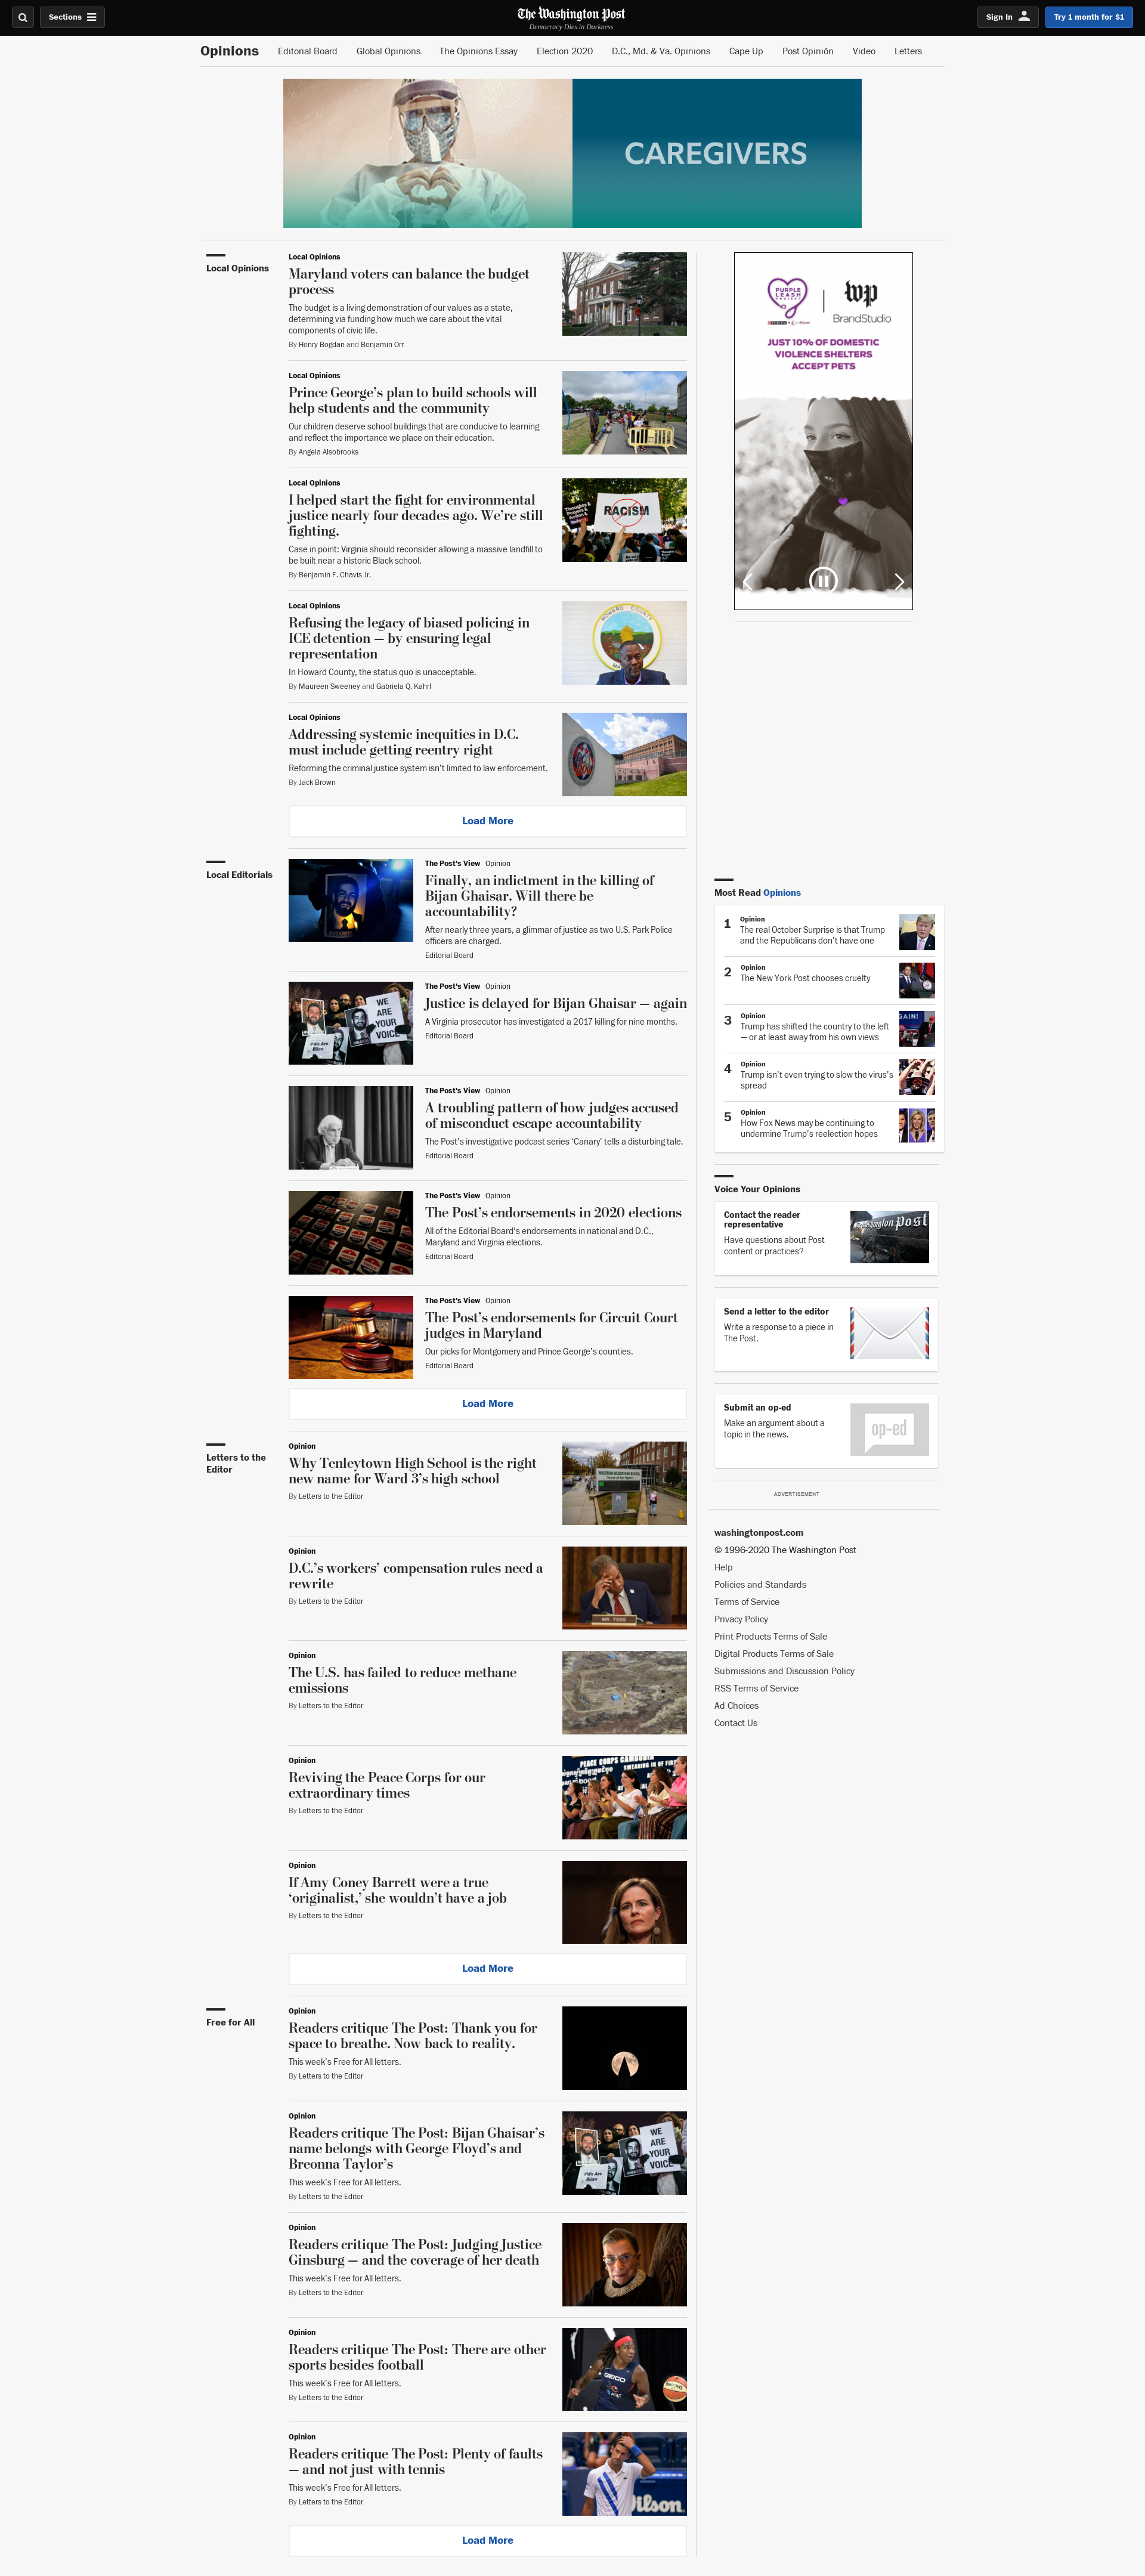 Sections
The Washington Post
Democracy Dies in Darkness
Sign In
Try 1 month for $1
Opinions
Editorial Board
Global Opinions
The Opinions Essay
Election 2020
D.C., Md. & Va. Opinions
Cape Up
Post Opinión
Video
Letters
CAREGIVERS
Local Opinions
Local Opinions
Maryland voters can balance the budget
process
The budget is a living demonstration of our values as a state,
determining via funding how much we care about the vital
components of civic life.
By Henry Bogdan and Benjamin Orr
Local Opinions
Prince George’s plan to build schools will
help students and the community
Our children deserve school buildings that are conducive to learning
and reflect the importance we place on their education.
By Angela Alsobrooks
Local Opinions
I helped start the fight for environmental
justice nearly four decades ago. We’re still
fighting.
Case in point: Virginia should reconsider allowing a massive landfill to
be built near a historic Black school.
By Benjamin F. Chavis Jr.
RACISM
Local Opinions
Refusing the legacy of biased policing in
ICE detention — by ensuring legal
representation
In Howard County, the status quo is unacceptable.
By Maureen Sweeney and Gabriela Q. Kahrl
HOWARD COUNTY
Local Opinions
Addressing systemic inequities in D.C.
must include getting reentry right
Reforming the criminal justice system isn’t limited to law enforcement.
By Jack Brown
Load More
PURPLE
LEASH
PROJECT
wp
BrandStudio
JUST 10% OF DOMESTIC
VIOLENCE SHELTERS
ACCEPT PETS
Local Editorials
The Post's View Opinion
Finally, an indictment in the killing of
Bijan Ghaisar. Will there be
accountability?
After nearly three years, a glimmar of justice as two U.S. Park Police
officers are charged.
Editorial Board
The Post's View Opinion
Justice is delayed for Bijan Ghaisar — again
A Virginia prosecutor has investigated a 2017 killing for nine months.
Editorial Board
WE
ARE
YOUR
VOICE
The Post's View Opinion
A troubling pattern of how judges accused
of misconduct escape accountability
The Post’s investigative podcast series ‘Canary’ tells a disturbing tale.
Editorial Board
The Post's View Opinion
The Post’s endorsements in 2020 elections
All of the Editorial Board's endorsements in national and D.C.,
Maryland and Virginia elections.
Editorial Board
The Post's View Opinion
The Post’s endorsements for Circuit Court
judges in Maryland
Our picks for Montgomery and Prince George’s counties.
Editorial Board
Load More
Most Read Opinions
1
Opinion
The real October Surprise is that Trump
and the Republicans don’t have one
2
Opinion
The New York Post chooses cruelty
3
Opinion
Trump has shifted the country to the left
— or at least away from his own views
4
Opinion
Trump isn’t even trying to slow the virus’s
spread
5
Opinion
How Fox News may be continuing to
undermine Trump’s reelection hopes
Voice Your Opinions
Contact the reader
representative
Have questions about Post
content or practices?
Send a letter to the editor
Write a response to a piece in
The Post.
Submit an op-ed
Make an argument about a
topic in the news.
op-ed
ADVERTISEMENT
washingtonpost.com
© 1996-2020 The Washington Post
Help
Policies and Standards
Terms of Service
Privacy Policy
Print Products Terms of Sale
Digital Products Terms of Sale
Submissions and Discussion Policy
RSS Terms of Service
Ad Choices
Contact Us
Letters to the
Editor
Opinion
Why Tenleytown High School is the right
new name for Ward 3’s high school
By Letters to the Editor
Opinion
D.C.’s workers’ compensation rules need a
rewrite
By Letters to the Editor
MR. TODD
Opinion
The U.S. has failed to reduce methane
emissions
By Letters to the Editor
Opinion
Reviving the Peace Corps for our
extraordinary times
By Letters to the Editor
Opinion
If Amy Coney Barrett were a true
‘originalist,’ she wouldn’t have a job
By Letters to the Editor
Load More
Free for All
Opinion
Readers critique The Post: Thank you for
space to breathe. Now back to reality.
This week’s Free for All letters.
By Letters to the Editor
Opinion
Readers critique The Post: Bijan Ghaisar’s
name belongs with George Floyd’s and
Breonna Taylor’s
This week’s Free for All letters.
By Letters to the Editor
WE
ARE
YOUR
VOICE
Opinion
Readers critique The Post: Judging Justice
Ginsburg — and the coverage of her death
This week’s Free for All letters.
By Letters to the Editor
Opinion
Readers critique The Post: There are other
sports besides football
This week’s Free for All letters.
By Letters to the Editor
GEICO
Opinion
Readers critique The Post: Plenty of faults
— and not just with tennis
This week’s Free for All letters.
By Letters to the Editor
Wilson
Load More